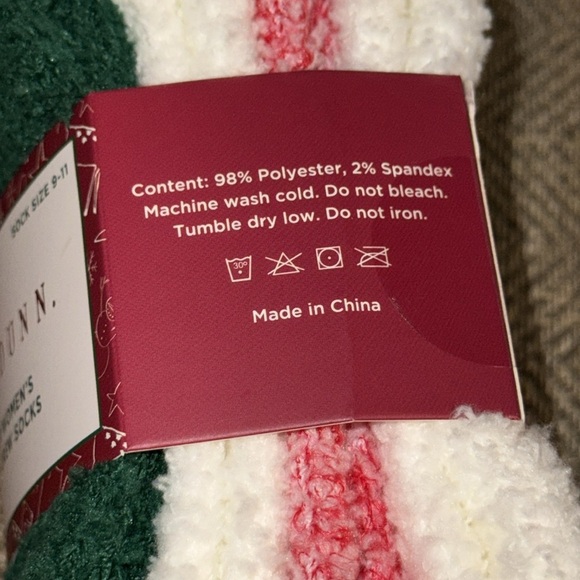 SOCK SIZE 9-11
DUNN.
WOMEN'S
SOCKS
Content: 98% Polyester, 2% Spandex
Machine wash cold. Do not bleach.
Tumble dry low. Do not iron.
30°
Made in China